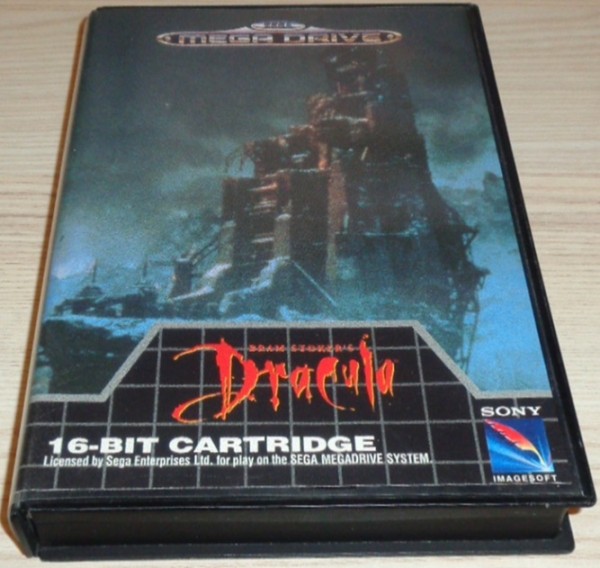 SEGA
MEGA DRIVE
BRAM STOKER'S
Dracula
16-BIT CARTRIDGE
Licensed by Sega Enterprises Ltd. for play on the SEGA MEGADRIVE SYSTEM.
SONY
IMAGESOFT